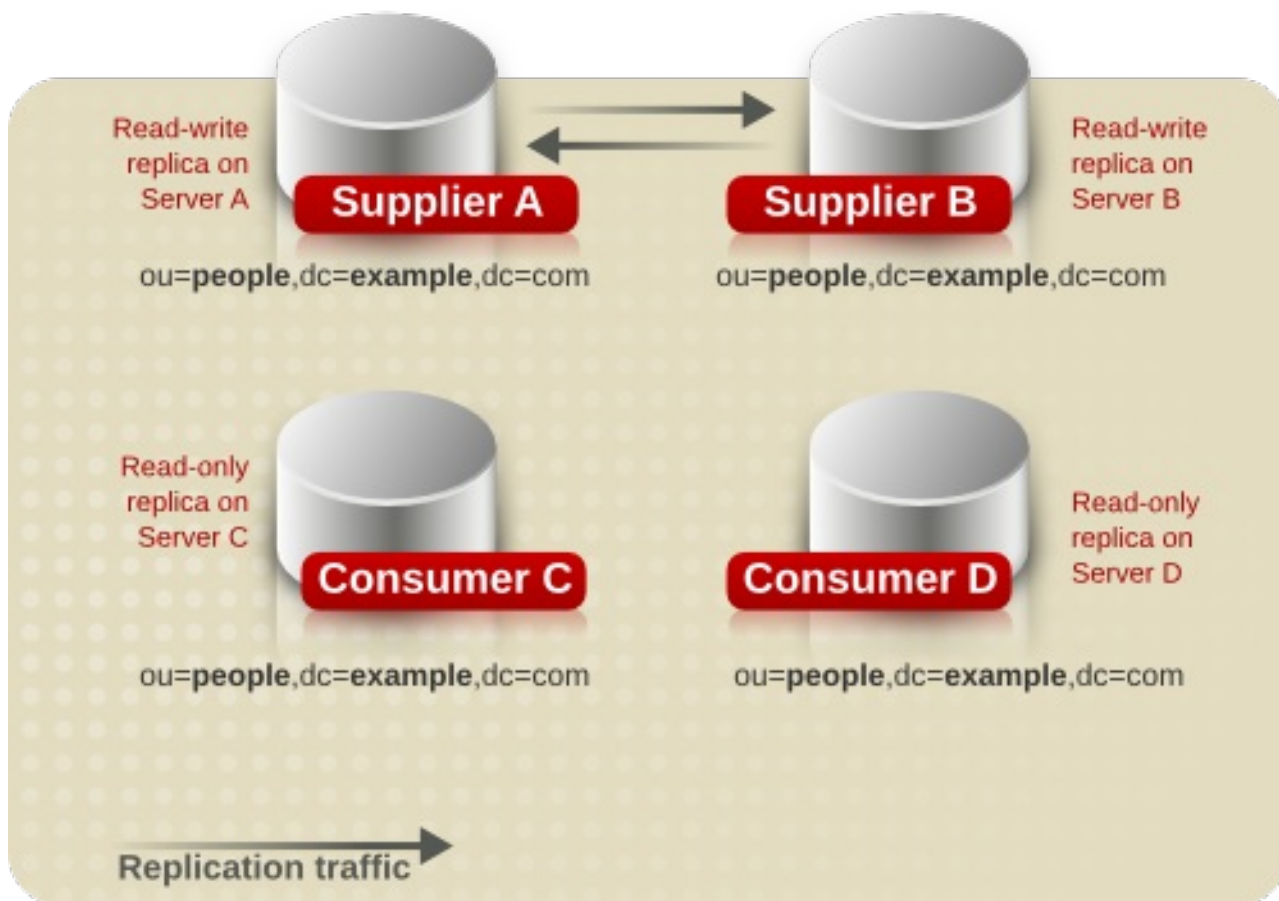 Read-write
replica on
Server A
Supplier A
Supplier B
Read-write
replica on
Server B
ou=people,dc=example,dc=com
ou=people,dc=example,dc=com
Read-only
replica on
Server C
Consumer C
Consumer D
Read-only
replica on
Server D
ou=people,dc=example,dc=com
ou=people,dc=example,dc=com
Replication traffic